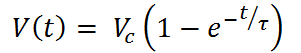 V(t) = V_c (1 − e^{−t/τ})